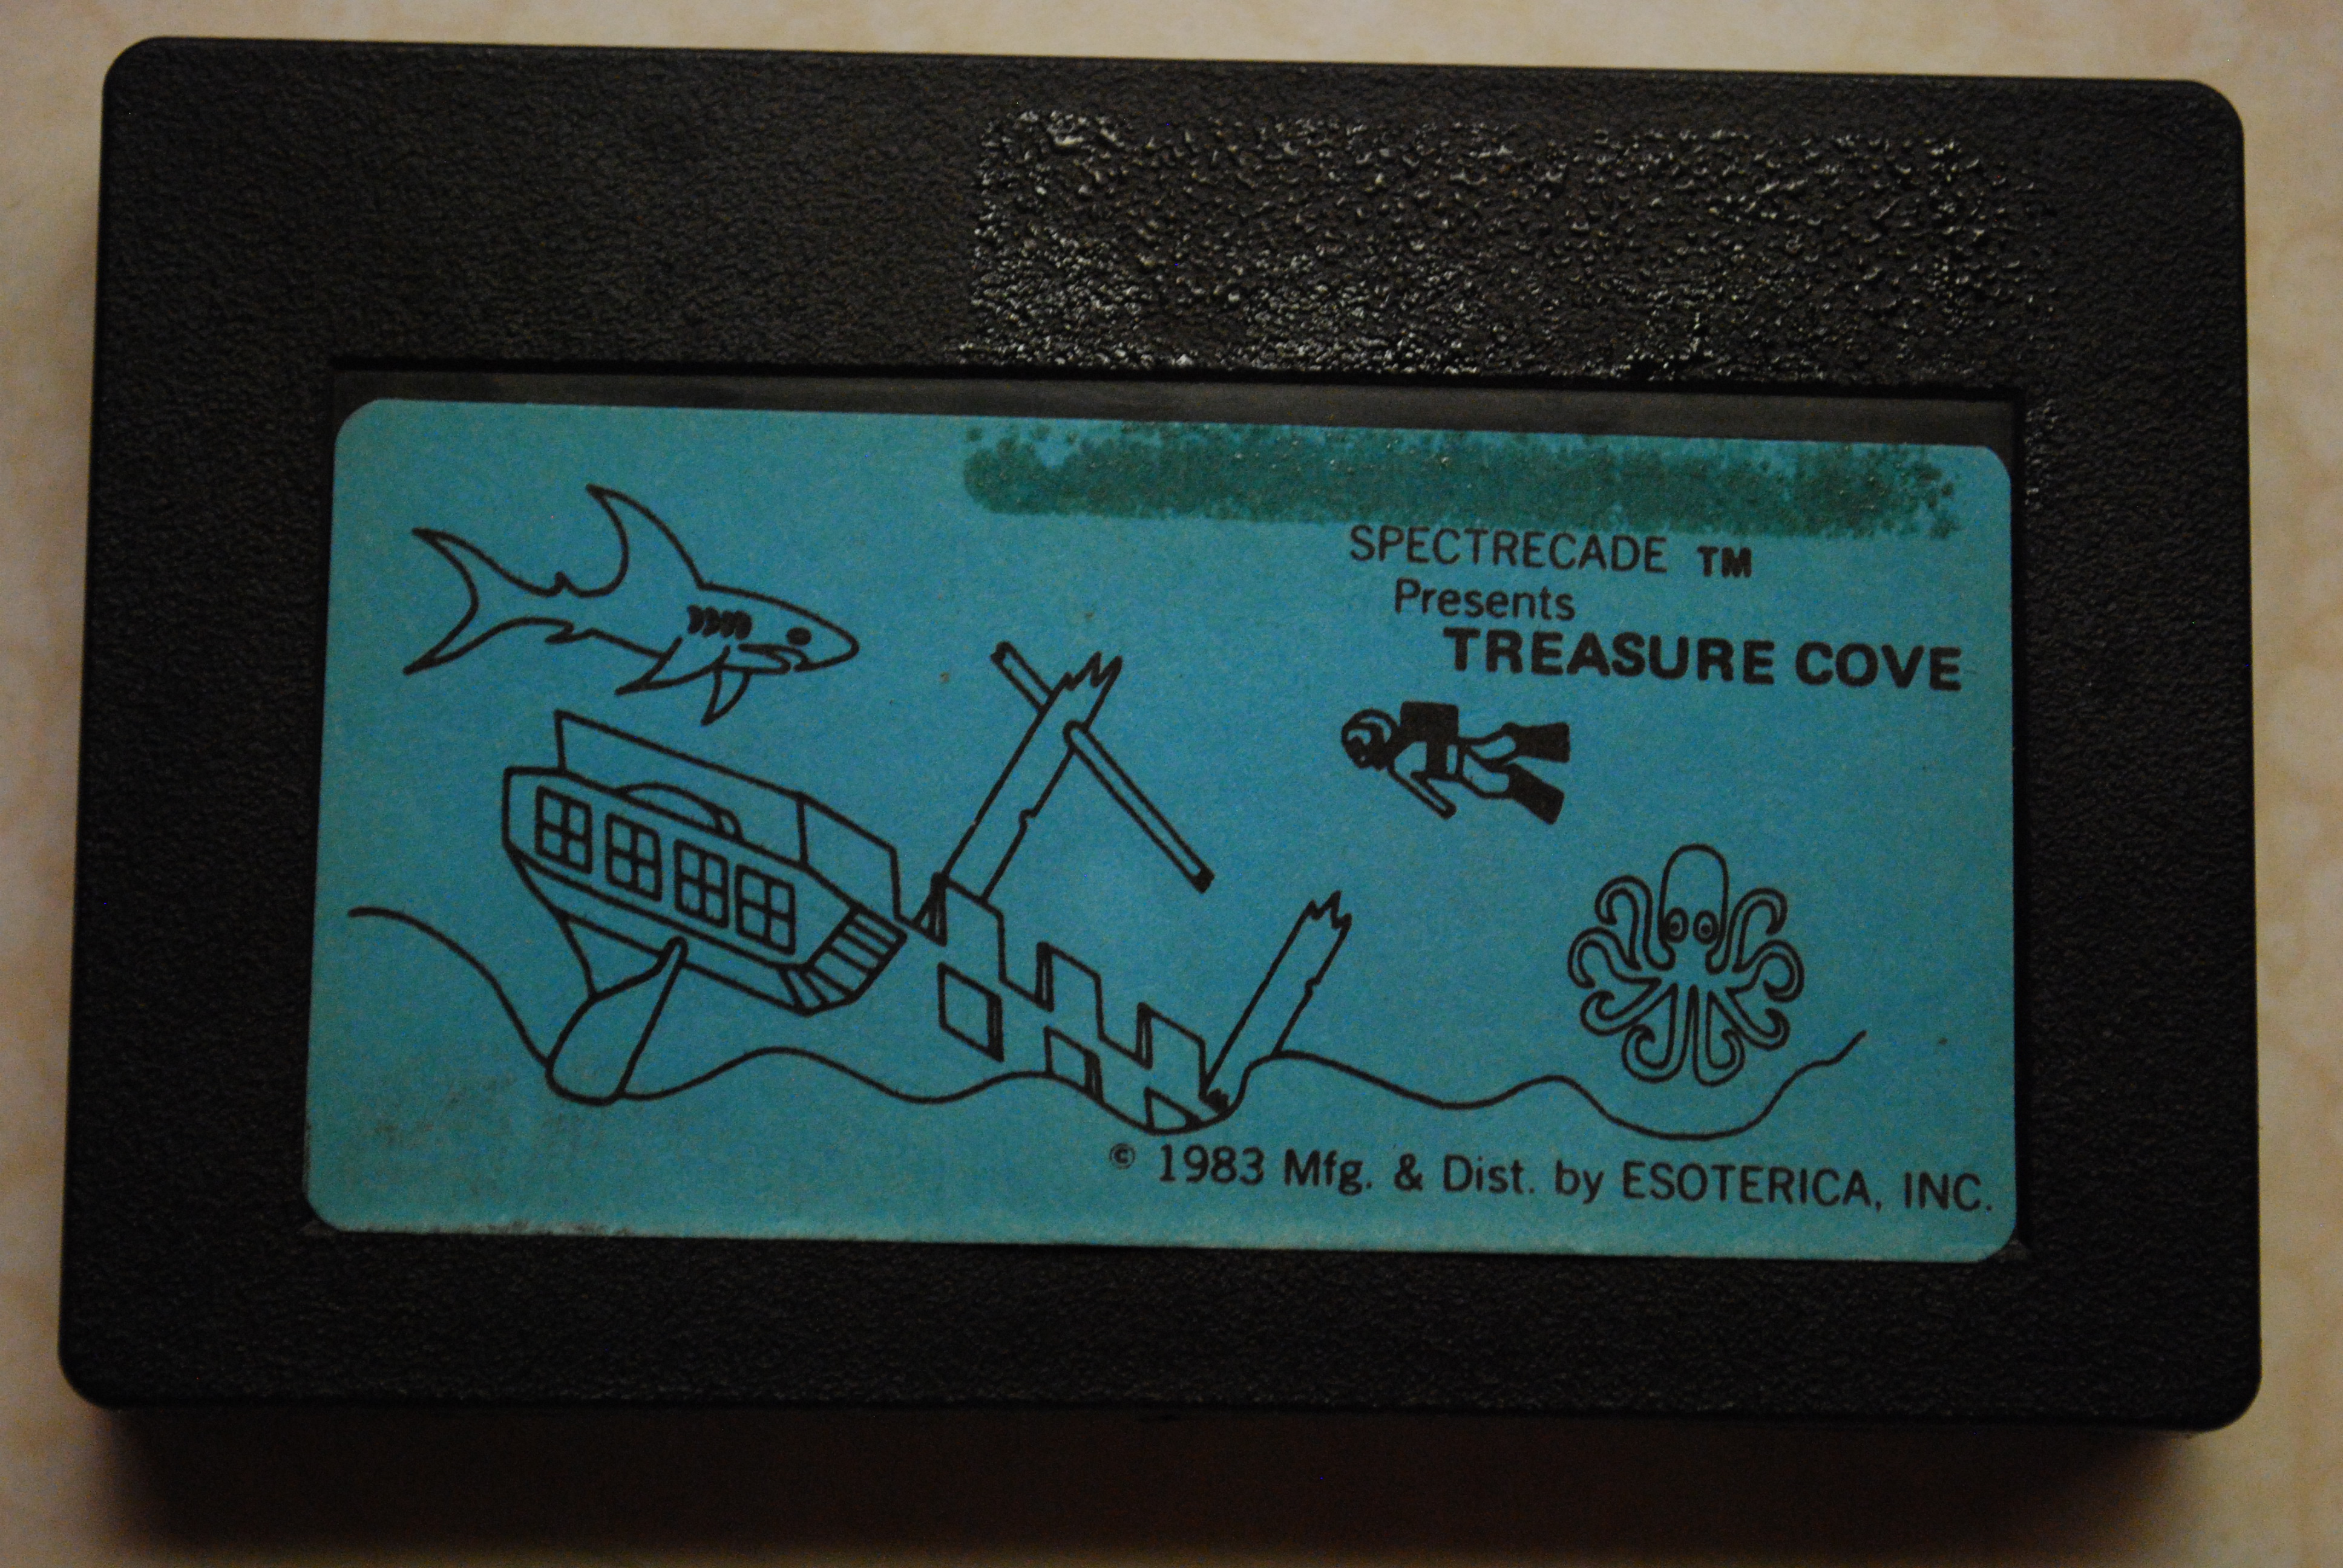 SPECTRECADE TM
Presents
TREASURE COVE
© 1983 Mfg. & Dist. by ESOTERICA, INC.